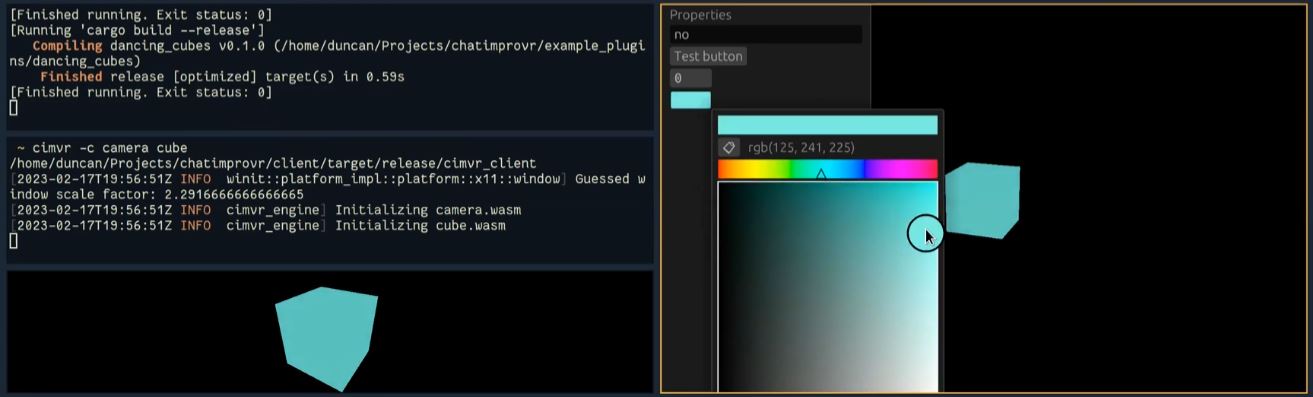 [Finished running. Exit status: 0]
[Running 'cargo build --release']
Compiling dancing_cubes v0.1.0 (/home/duncan/Projects/chatimprovr/example_plugi
ns/dancing_cubes)
Finished release [optimized] target(s) in 0.59s
[Finished running. Exit status: 0]
~ cimvr -c camera cube
/home/duncan/Projects/chatimprovr/client/target/release/cimvr_client
[2023-02-17T19:56:51Z INFO  winit::platform_impl::platform::x11::window] Guessed w
indow scale factor: 2.2916666666666665
[2023-02-17T19:56:51Z INFO  cimvr_engine] Initializing camera.wasm
[2023-02-17T19:56:51Z INFO  cimvr_engine] Initializing cube.wasm
Properties
no
Test button
0
rgb(125, 241, 225)